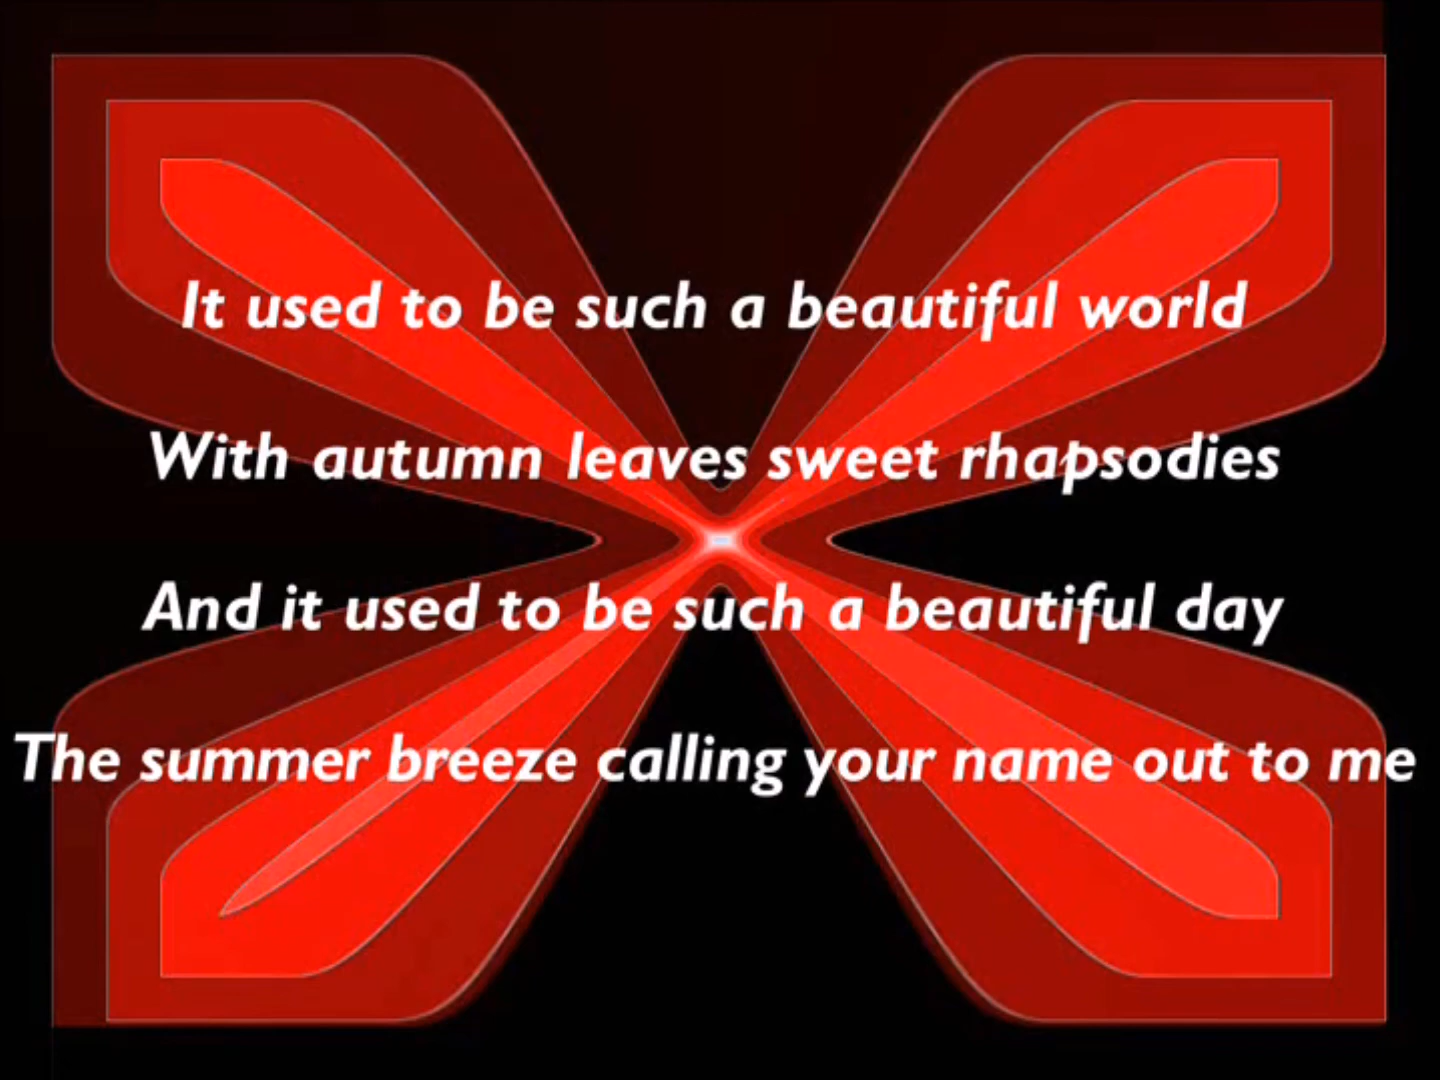 It used to be such a beautiful world
With autumn leaves sweet rhapsodies
And it used to be such a beautiful day
The summer breeze calling your name out to me